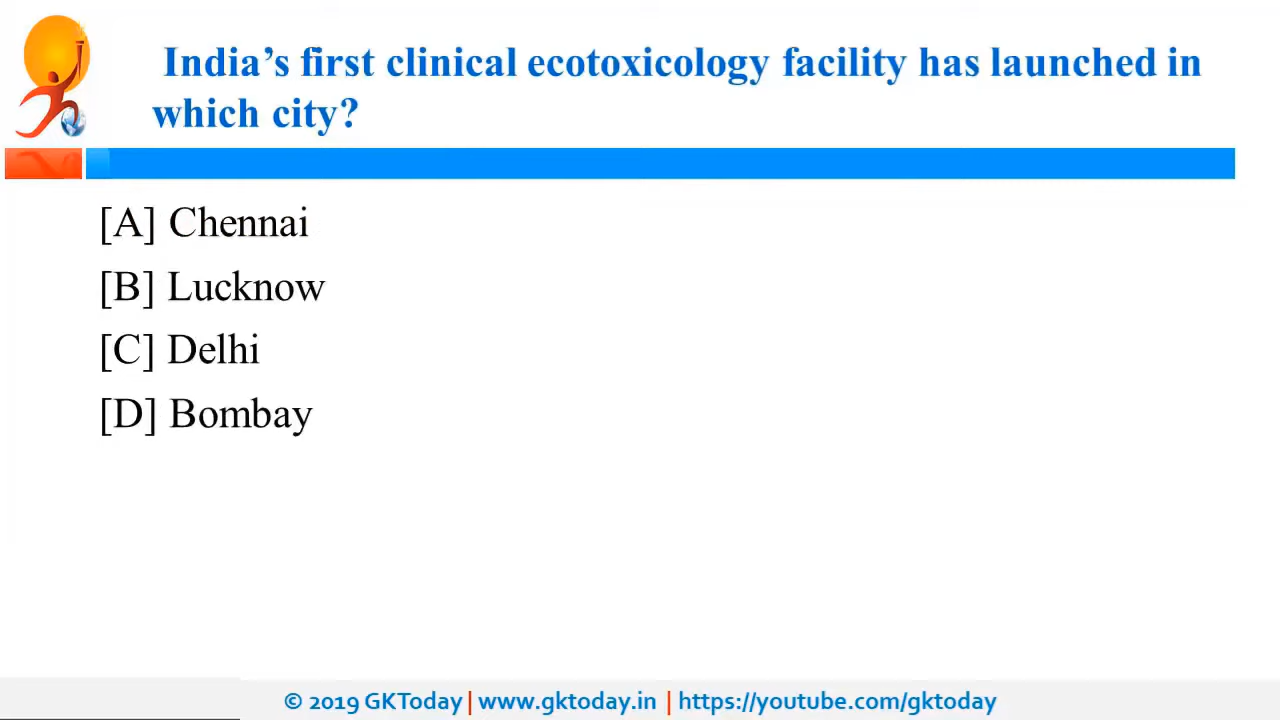 India’s first clinical ecotoxicology facility has launched in
which city?
[A] Chennai
[B] Lucknow
[C] Delhi
[D] Bombay
© 2019 GKToday | www.gktoday.in | https://youtube.com/gktoday